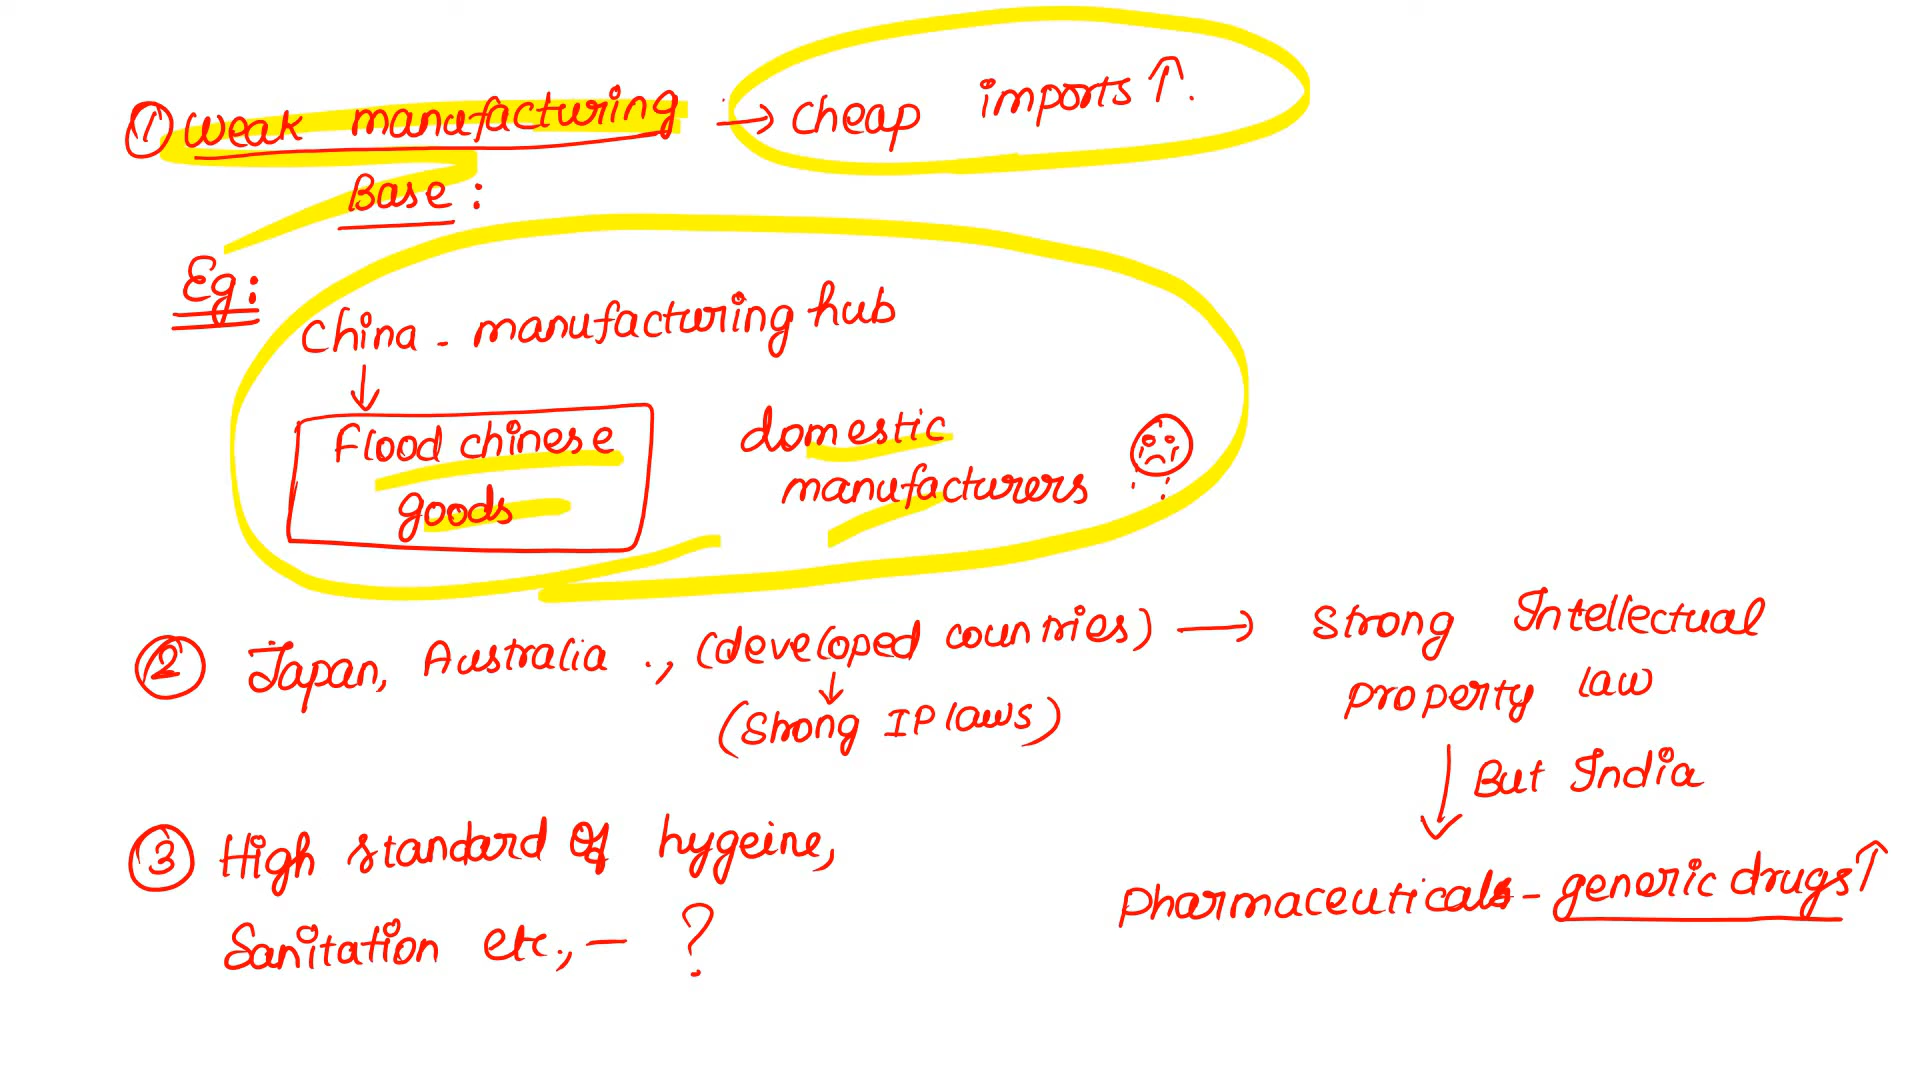 ① Weak manufacturing → Cheap imports ↑.
Base :
Eg:
China - manufacturing hub
↓
Flood chinese
goods
domestic
manufacturers
② Japan, Australia ., (developed countries) → Strong Intellectual
property law
↓
(Strong IP laws)
↓ But India
Pharmaceuticals - generic drugs ↑
③ High standard of hygeine,
Sanitation etc., - ?